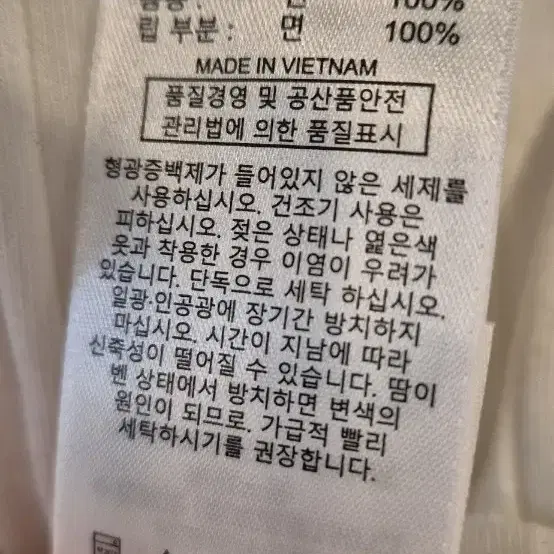 100%
립 부분 : 면 100%
MADE IN VIETNAM
품질경영 및 공산품안전
관리법에 의한 품질표시
형광증백제가 들어있지 않은 세제를
사용하십시오. 건조기 사용은
피하십시오. 젖은 상태나 엷은색
옷과 착용한 경우 이염이 우려가
있습니다. 단독으로 세탁 하십시오.
일광·인공광에 장기간 방치하지
마십시오. 시간이 지남에 따라
신축성이 떨어질 수 있습니다. 땀이
벤 상태에서 방치하면 변색의
원인이 되므로. 가급적 빨리
세탁하시기를 권장합니다.